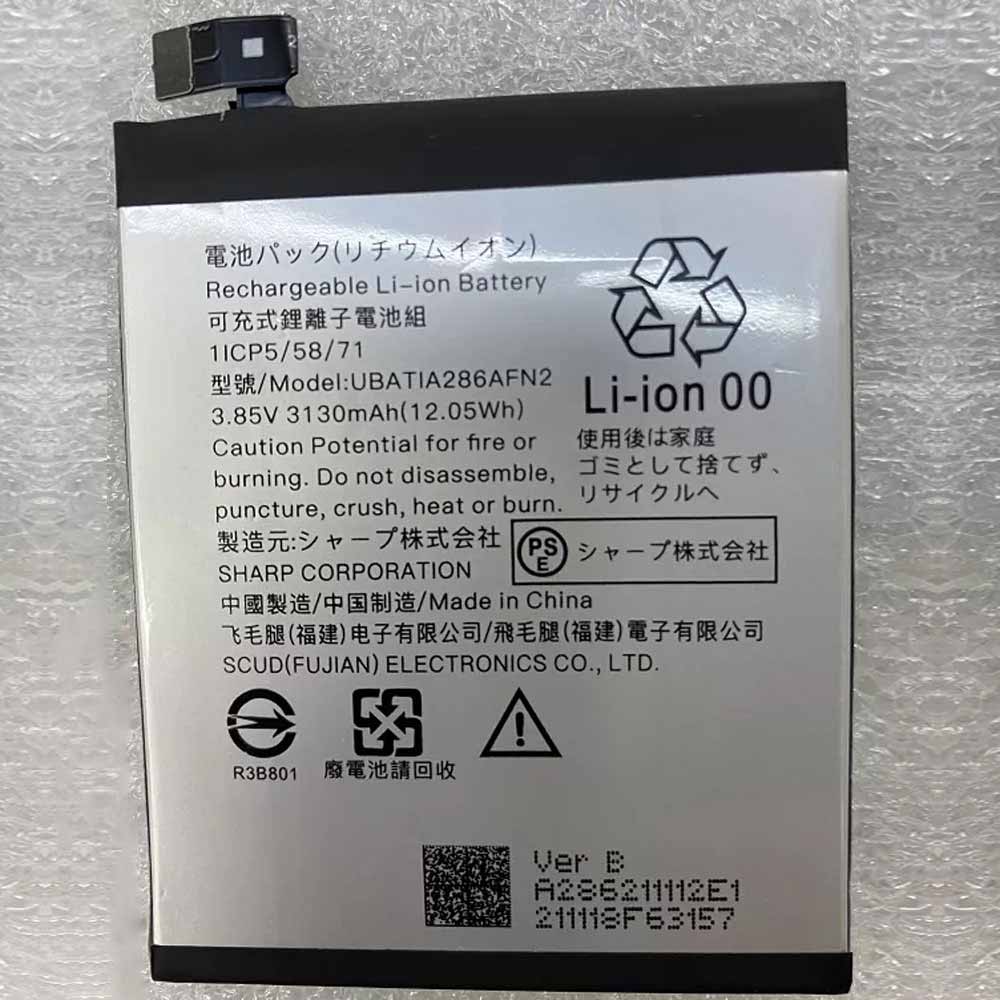 電池パック(リチウムイオン)
Rechargeable Li-ion Battery
可充式鋰離子電池組
1ICP5/58/71
型號/Model:UBATIA286AFN2
3.85V 3130mAh(12.05Wh)
Caution Potential for fire or
burning. Do not disassemble,
puncture, crush, heat or burn.
Li-ion 00
使用後は家庭
ゴミとして捨てず、
リサイクルへ
製造元:シャープ株式会社
SHARP CORPORATION
PS
E
シャープ株式会社
中國製造/中国制造/Made in China
飞毛腿(福建)电子有限公司/飛毛腿(福建)電子有限公司
SCUD(FUJIAN) ELECTRONICS CO., LTD.
R3B801
廢電池請回收
Ver B
A286211112E1
211118F63157